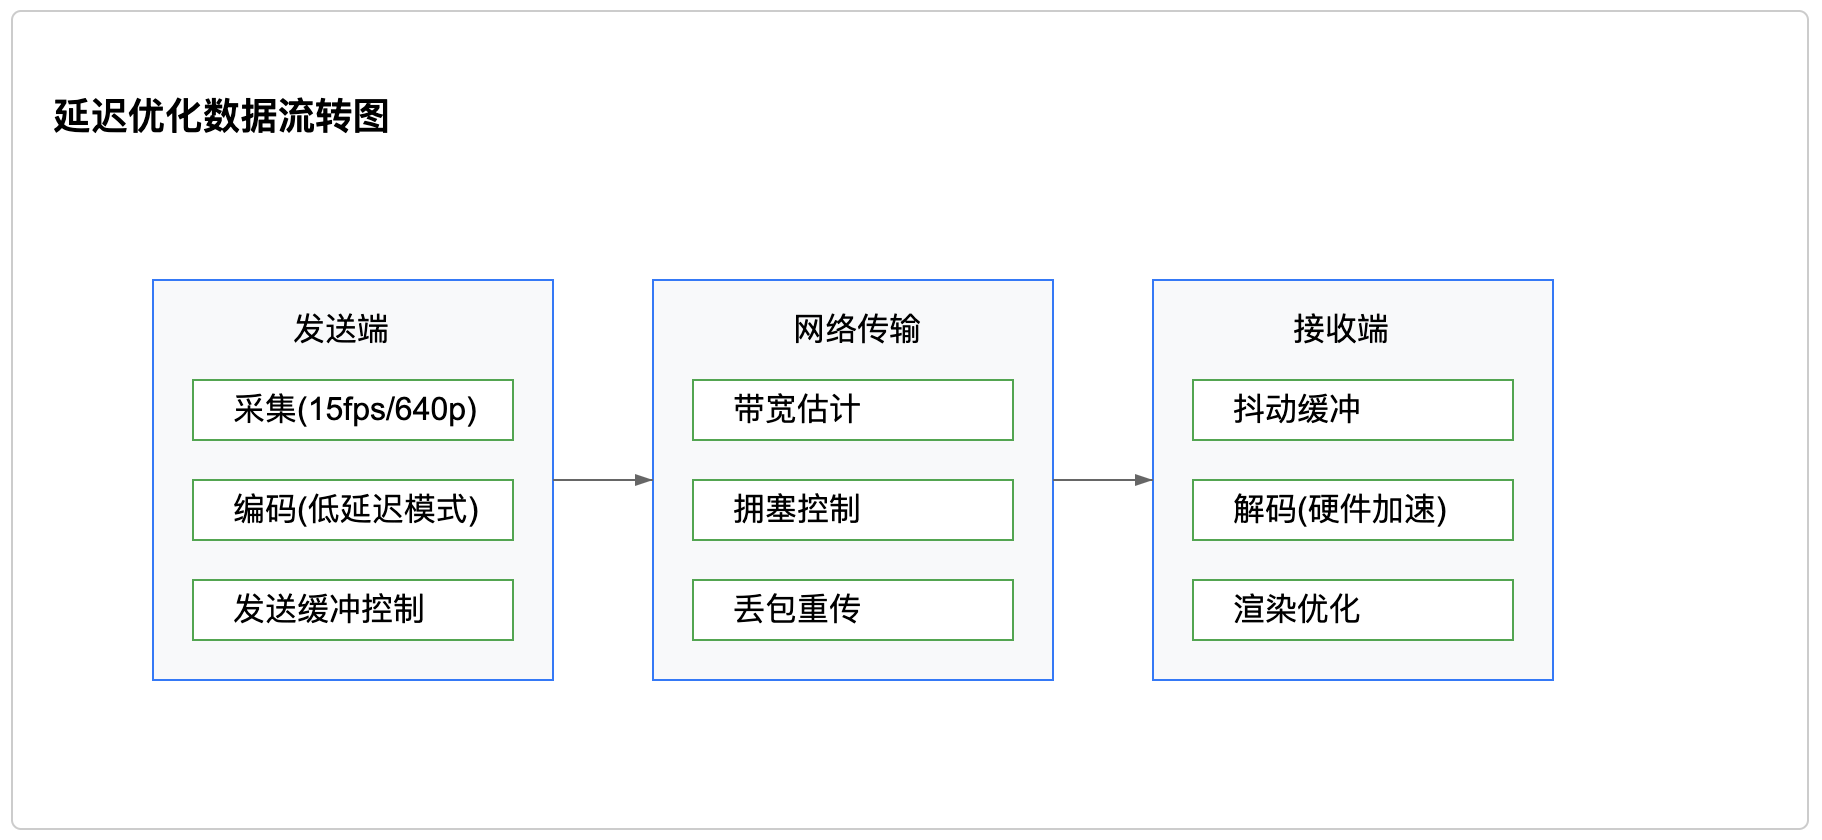 延迟优化数据流转图
发送端
采集(15fps/640p)
编码(低延迟模式)
发送缓冲控制
网络传输
带宽估计
拥塞控制
丢包重传
接收端
抖动缓冲
解码(硬件加速)
渲染优化